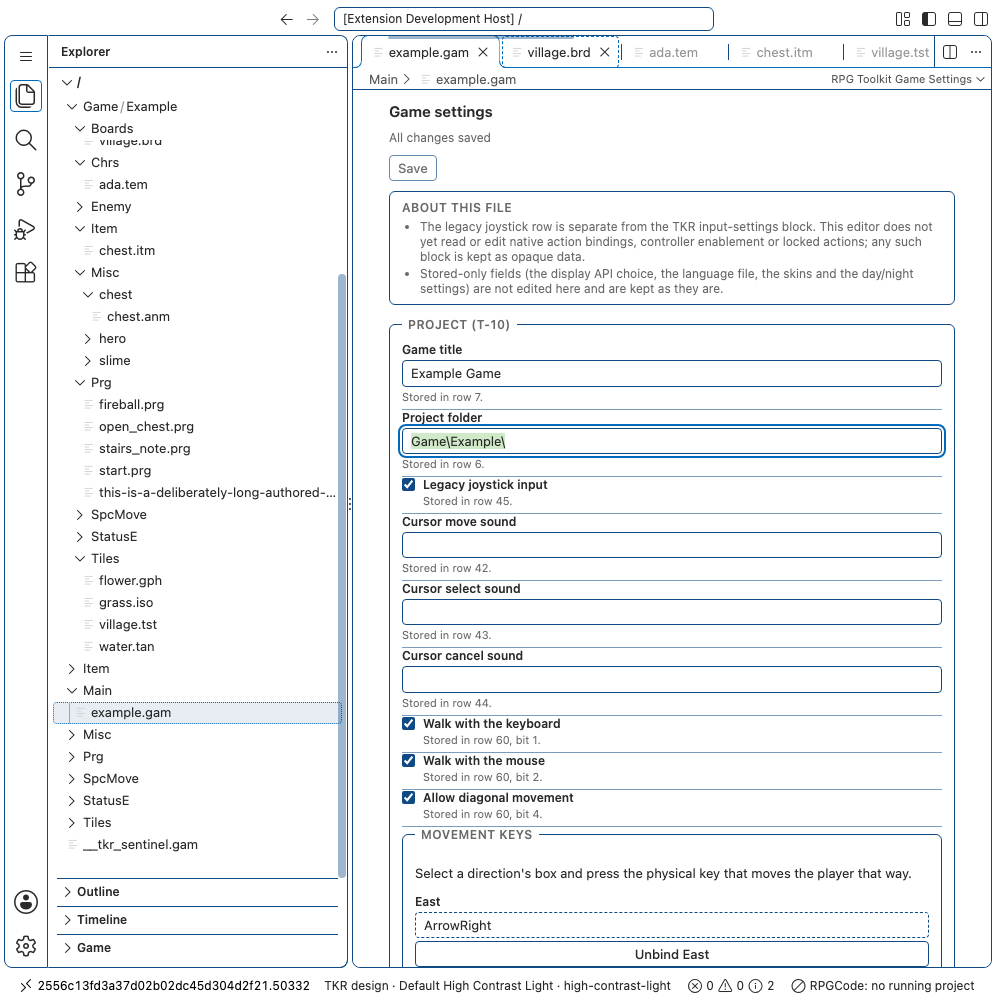 [Extension Development Host] /
Explorer
/
Game / Example
Boards
village.brd
Chrs
ada.tem
Enemy
Item
chest.itm
Misc
chest
chest.anm
hero
slime
Prg
fireball.prg
open_chest.prg
stairs_note.prg
start.prg
this-is-a-deliberately-long-authored-...
SpcMove
StatusE
Tiles
flower.gph
grass.iso
village.tst
water.tan
Item
Main
example.gam
Misc
Prg
SpcMove
StatusE
Tiles
__tkr_sentinel.gam
Outline
Timeline
Game
example.gam
village.brd
ada.tem
chest.itm
village.tst
Main > example.gam
RPG Toolkit Game Settings
Game settings
All changes saved
Save
ABOUT THIS FILE
• The legacy joystick row is separate from the TKR input-settings block. This editor does not
yet read or edit native action bindings, controller enablement or locked actions; any such
block is kept as opaque data.
• Stored-only fields (the display API choice, the language file, the skins and the day/night
settings) are not edited here and are kept as they are.
PROJECT (T-10)
Game title
Example Game
Stored in row 7.
Project folder
Game\Example\
Stored in row 6.
Legacy joystick input
Stored in row 45.
Cursor move sound
Stored in row 42.
Cursor select sound
Stored in row 43.
Cursor cancel sound
Stored in row 44.
Walk with the keyboard
Stored in row 60, bit 1.
Walk with the mouse
Stored in row 60, bit 2.
Allow diagonal movement
Stored in row 60, bit 4.
MOVEMENT KEYS
Select a direction's box and press the physical key that moves the player that way.
East
ArrowRight
Unbind East
2556c13fd3a37d02b02dc45d304d2f21.50332
TKR design · Default High Contrast Light · high-contrast-light
0 0 2
RPGCode: no running project